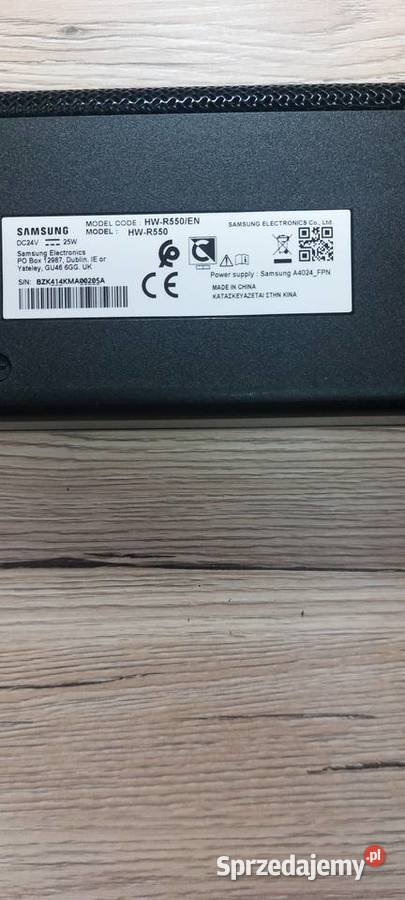 SAMSUNG
MODEL CODE : HW-R550/EN
SAMSUNG ELECTRONICS Co., Ltd.
DC24V 25W
MODEL : HW-R550
Samsung Electronics
PO Box 12987, Dublin. IE or
Yateley, GU46 6GG. UK
Power supply : Samsung A4024_FPN
S/N: BZK414KMA00205A
CE
MADE IN CHINA
ΚΑΤΑΣΚΕΥΑΖΕΤΑΙ ΣΤΗΝ ΚΙΝΑ
Sprzedajemy.pl